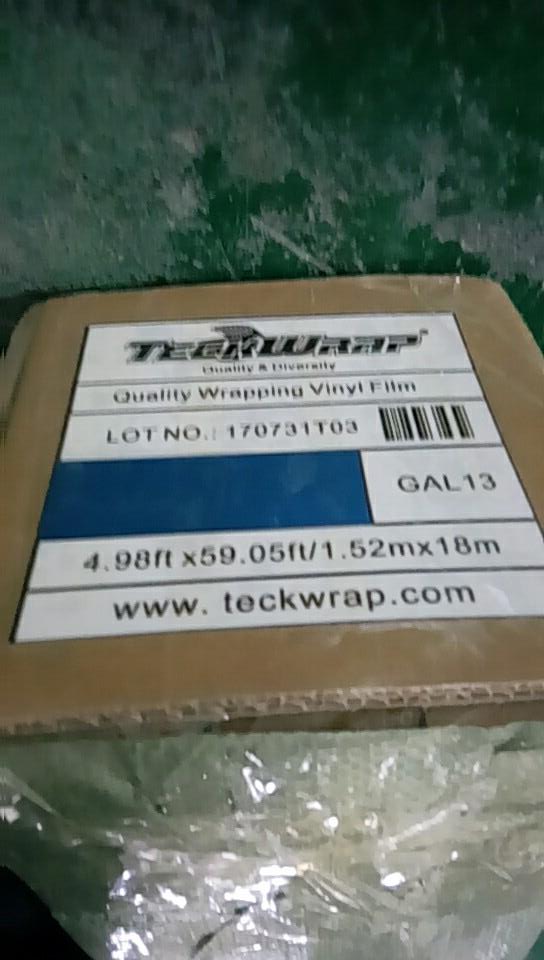 TECKWRAP
Quality & Diversity
Quality Wrapping Vinyl Film
LOT NO.: 170731T03
GAL13
4.98ft x59.05ft/1.52mx18m
www. teckwrap.com